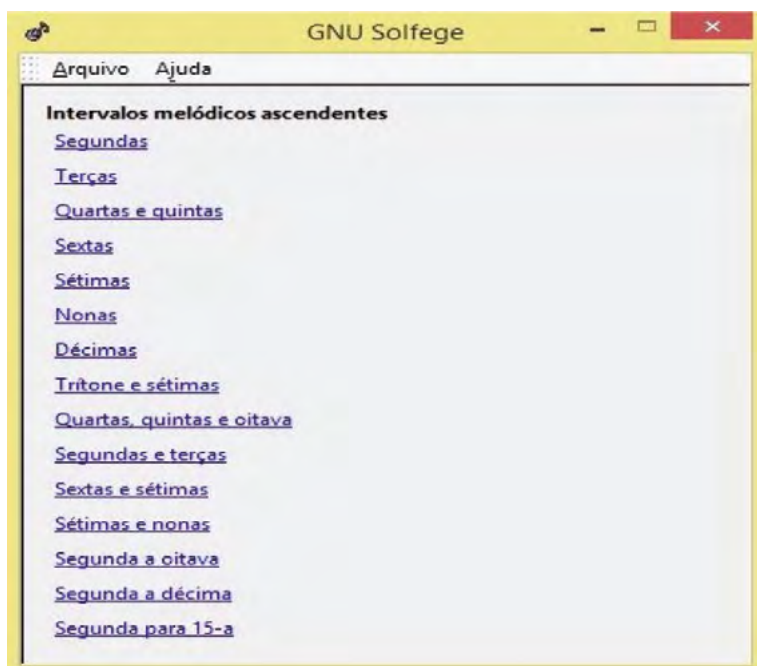 GNU Solfege
Arquivo Ajuda
Intervalos melódicos ascendentes
Segundas
Terças
Quartas e quintas
Sextas
Sétimas
Nonas
Décimas
Trítone e sétimas
Quartas, quintas e oitava
Segundas e terças
Sextas e sétimas
Sétimas e nonas
Segunda a oitava
Segunda a décima
Segunda para 15-a